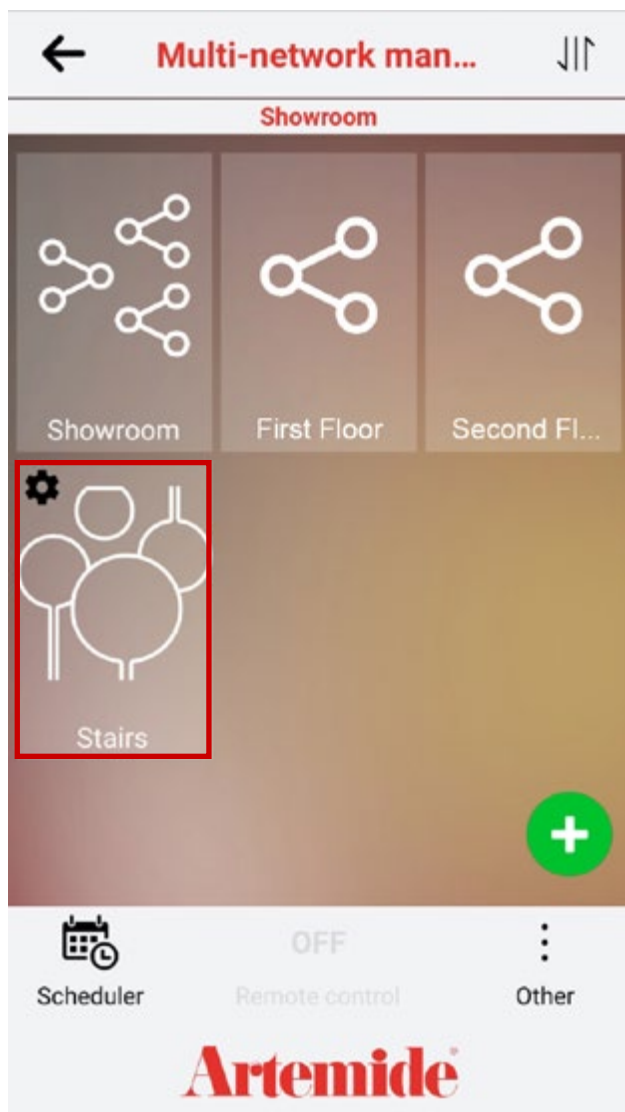 Multi-network man...
Showroom
Showroom
First Floor
Second Fl...
Stairs
OFF
Scheduler
Remote control
Other
Artemide